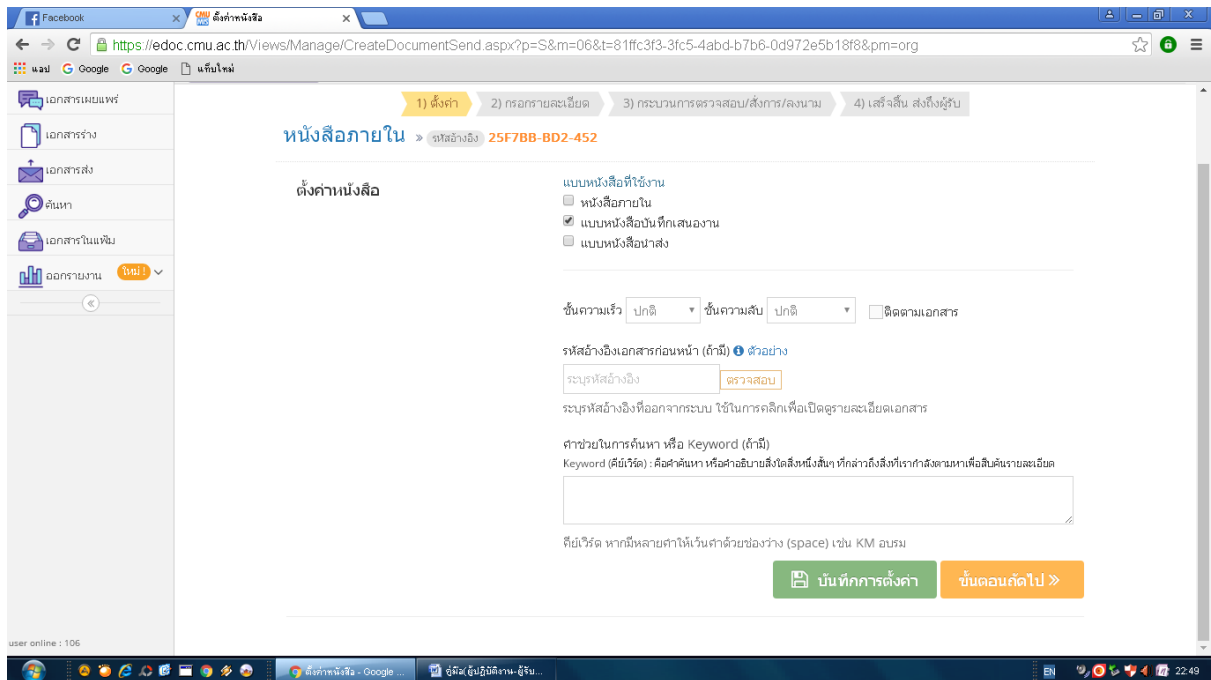 Facebook
ตั้งค่าหนังสือ
https://edoc.cmu.ac.th/Views/Manage/CreateDocumentSend.aspx?p=S&m=06&t=81ffc3f3-3fc5-4abd-b7b6-0d972e5b18f8&pm=org
แอป Google Google แท็บใหม่
เอกสารเผยแพร่
เอกสารร่าง
เอกสารส่ง
ค้นหา
เอกสารในแฟ้ม
ออกรายงาน ใหม่ !
1) ตั้งค่า 2) กรอกรายละเอียด 3) กระบวนการตรวจสอบ/สั่งการ/ลงนาม 4) เสร็จสิ้น ส่งถึงผู้รับ
หนังสือภายใน » รหัสอ้างอิง 25F7BB-BD2-452
ตั้งค่าหนังสือ
แบบหนังสือที่ใช้งาน
หนังสือภายใน
แบบหนังสือบันทึกเสนองาน
แบบหนังสือนำส่ง
ชั้นความเร็ว ปกติ ชั้นความลับ ปกติ ติดตามเอกสาร
รหัสอ้างอิงเอกสารก่อนหน้า (ถ้ามี) ตัวอย่าง
ระบุรหัสอ้างอิง ตรวจสอบ
ระบุรหัสอ้างอิงที่ออกจากระบบ ใช้ในการคลิกเพื่อเปิดดูรายละเอียดเอกสาร
คำช่วยในการค้นหา หรือ Keyword (ถ้ามี)
Keyword (คีย์เวิร์ด) : คือคำค้นหา หรือคำอธิบายสิ่งใดสิ่งหนึ่งสั้นๆ ที่กล่าวถึงสิ่งที่เรากำลังตามหาเพื่อสืบค้นรายละเอียด
คีย์เวิร์ด หากมีหลายคำให้เว้นคำด้วยช่องว่าง (space) เช่น KM อบรม
บันทึกการตั้งค่า ขั้นตอนถัดไป »
user online : 106
ตั้งค่าหนังสือ - Google ... คู่มือ(ผู้ปฏิบัติงาน-ผู้รับ... EN 22:49